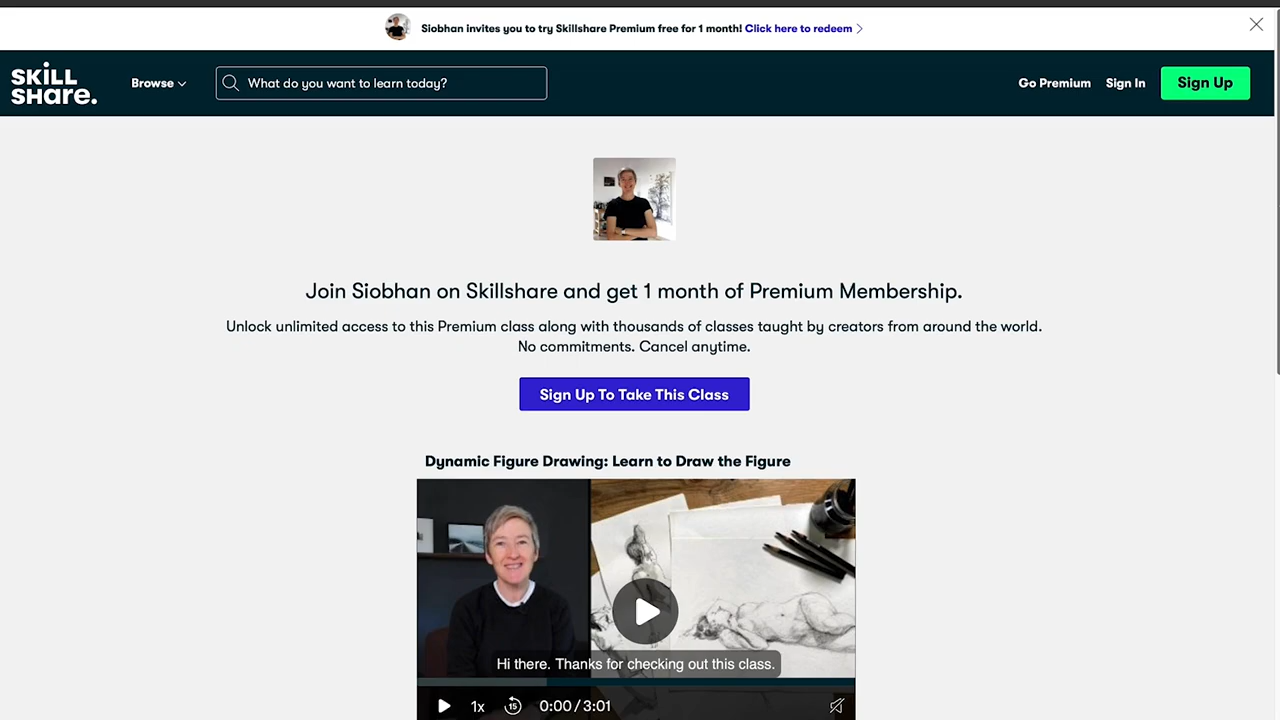 Siobhan invites you to try Skillshare Premium free for 1 month! Click here to redeem
SKILL
SHARE.
Browse
What do you want to learn today?
Go Premium
Sign In
Sign Up
Join Siobhan on Skillshare and get 1 month of Premium Membership.
Unlock unlimited access to this Premium class along with thousands of classes taught by creators from around the world.
No commitments. Cancel anytime.
Sign Up To Take This Class
Dynamic Figure Drawing: Learn to Draw the Figure
Hi there. Thanks for checking out this class.
1x
15
0:00 / 3:01